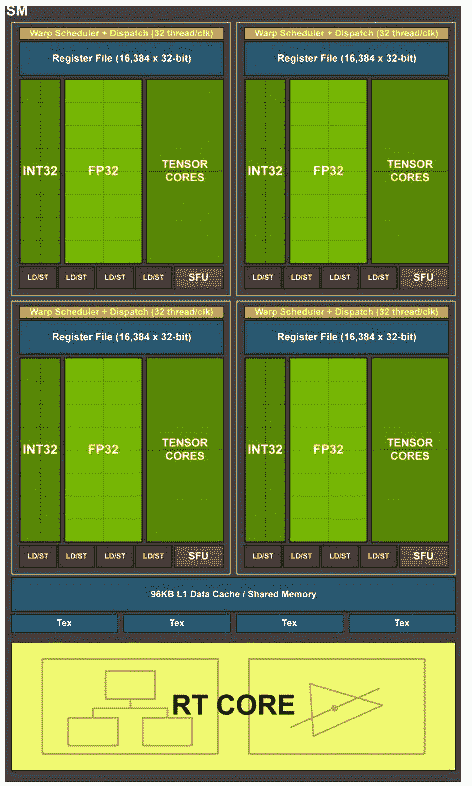 SM
Warp Scheduler + Dispatch (32 thread/clk)
Register File (16,384 x 32-bit)
INT32
FP32
TENSOR
CORES
LD/ST
LD/ST
LD/ST
LD/ST
SFU
Warp Scheduler + Dispatch (32 thread/clk)
Register File (16,384 x 32-bit)
INT32
FP32
TENSOR
CORES
LD/ST
LD/ST
LD/ST
LD/ST
SFU
Warp Scheduler + Dispatch (32 thread/clk)
Register File (16,384 x 32-bit)
INT32
FP32
TENSOR
CORES
LD/ST
LD/ST
LD/ST
LD/ST
SFU
Warp Scheduler + Dispatch (32 thread/clk)
Register File (16,384 x 32-bit)
INT32
FP32
TENSOR
CORES
LD/ST
LD/ST
LD/ST
LD/ST
SFU
96KB L1 Data Cache / Shared Memory
Tex
Tex
Tex
Tex
RT CORE